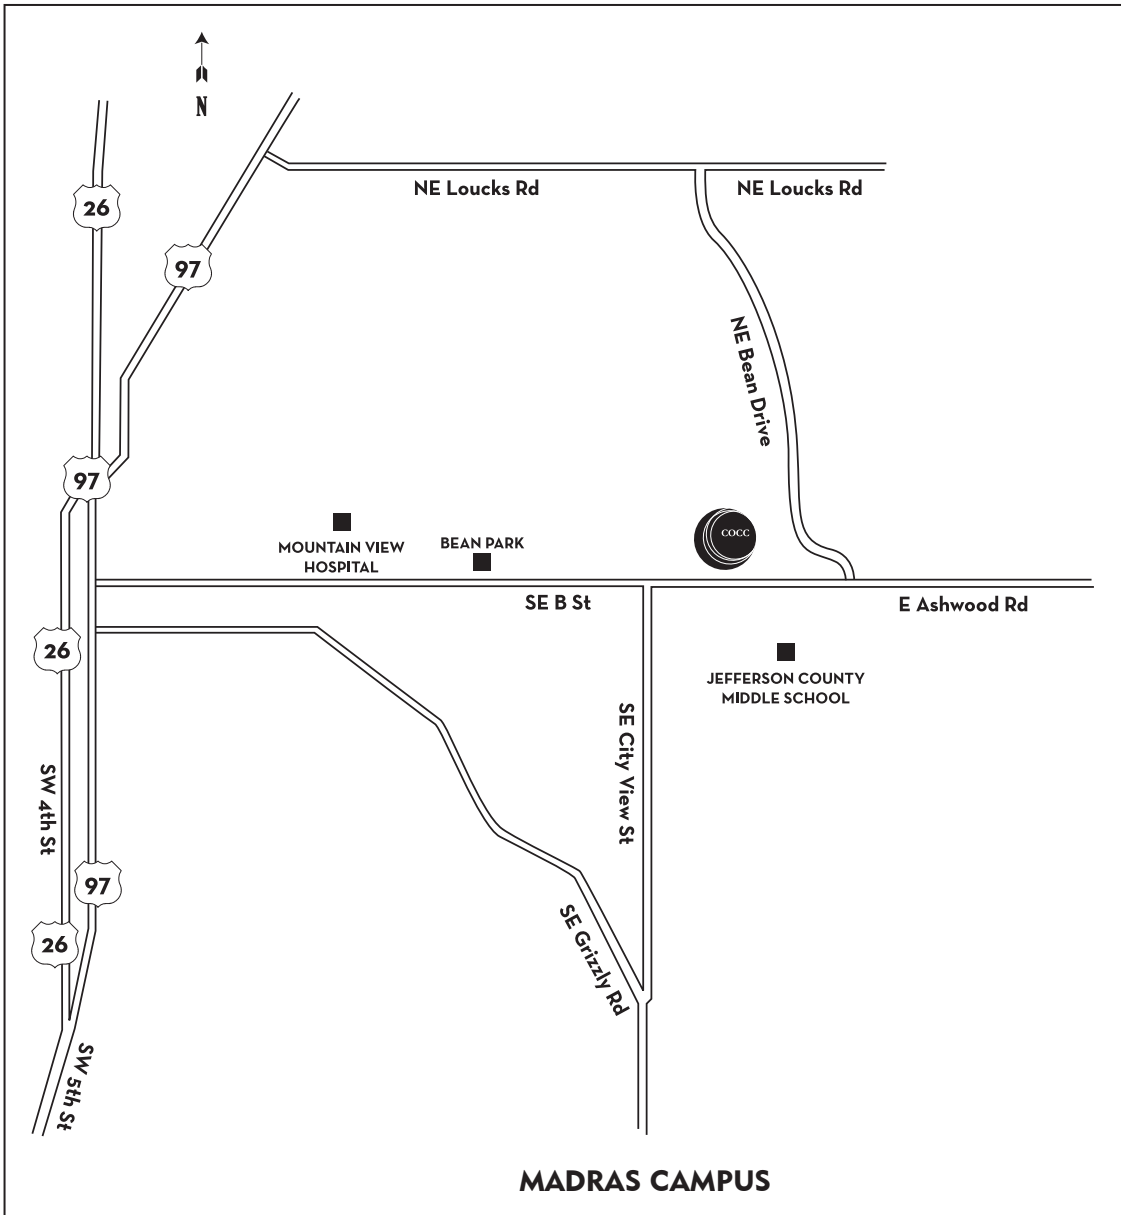 N
26
NE Loucks Rd
NE Loucks Rd
97
NE Bean Drive
97
COCC
MOUNTAIN VIEW
HOSPITAL
BEAN PARK
SE B St
E Ashwood Rd
26
JEFFERSON COUNTY
MIDDLE SCHOOL
SE City View St
SW 4th St
97
26
SE Grizzly Rd
SW 5th St
MADRAS CAMPUS